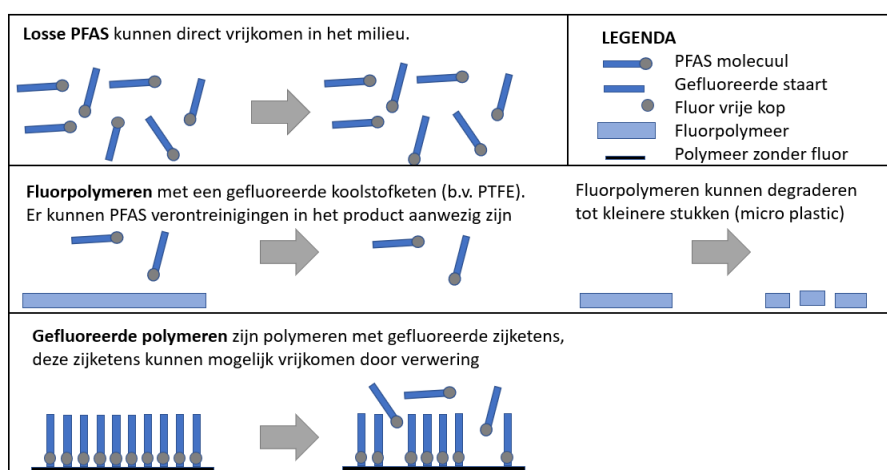 Losse PFAS kunnen direct vrijkomen in het milieu.
LEGENDA
PFAS molecuul
Gefluoreerde staart
Fluor vrije kop
Fluorpolymeer
Polymeer zonder fluor
Fluorpolymeren met een gefluoreerde koolstofketen (b.v. PTFE).
Er kunnen PFAS verontreinigingen in het product aanwezig zijn
Fluorpolymeren kunnen degraderen
tot kleinere stukken (micro plastic)
Gefluoreerde polymeren zijn polymeren met gefluoreerde zijketens,
deze zijketens kunnen mogelijk vrijkomen door verwering